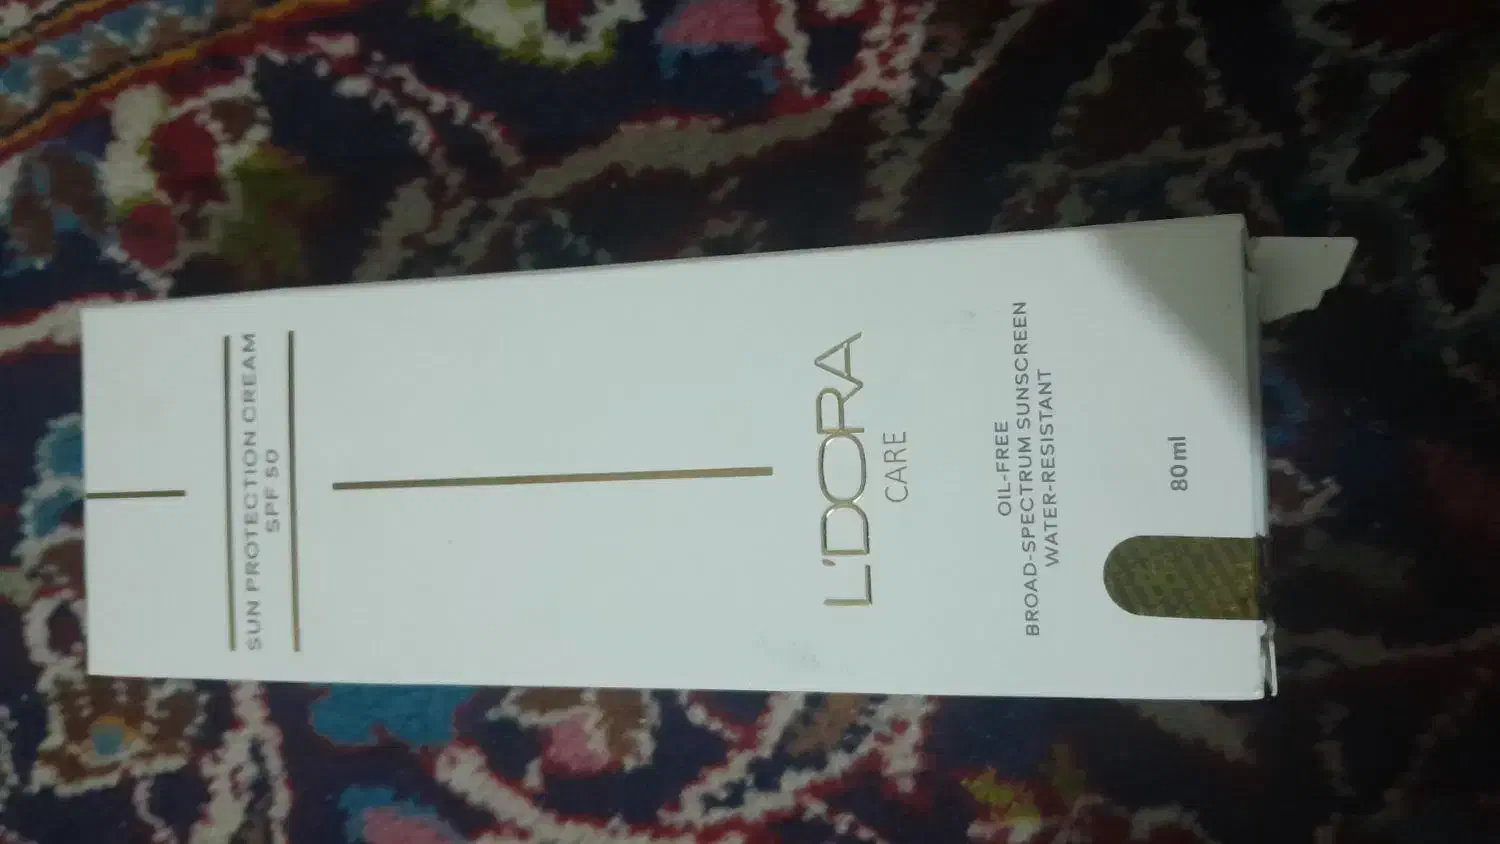 SUN PROTECTION CREAM
SPF 50
L'DORA
CARE
OIL-FREE
BROAD-SPECTRUM SUNSCREEN
WATER-RESISTANT
80 ml